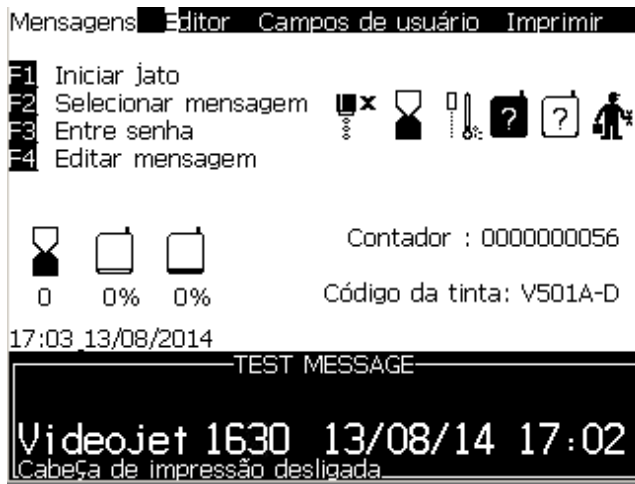 Mensagens Editor Campos de usuário Imprimir
F1 Iniciar jato
F2 Selecionar mensagem
F3 Entre senha
F4 Editar mensagem
? ?
Contador : 0000000056
0 0% 0%
Código da tinta: V501A-D
17:03 13/08/2014
TEST MESSAGE
Videojet 1630 13/08/14 17:02
Cabeça de impressão desligada